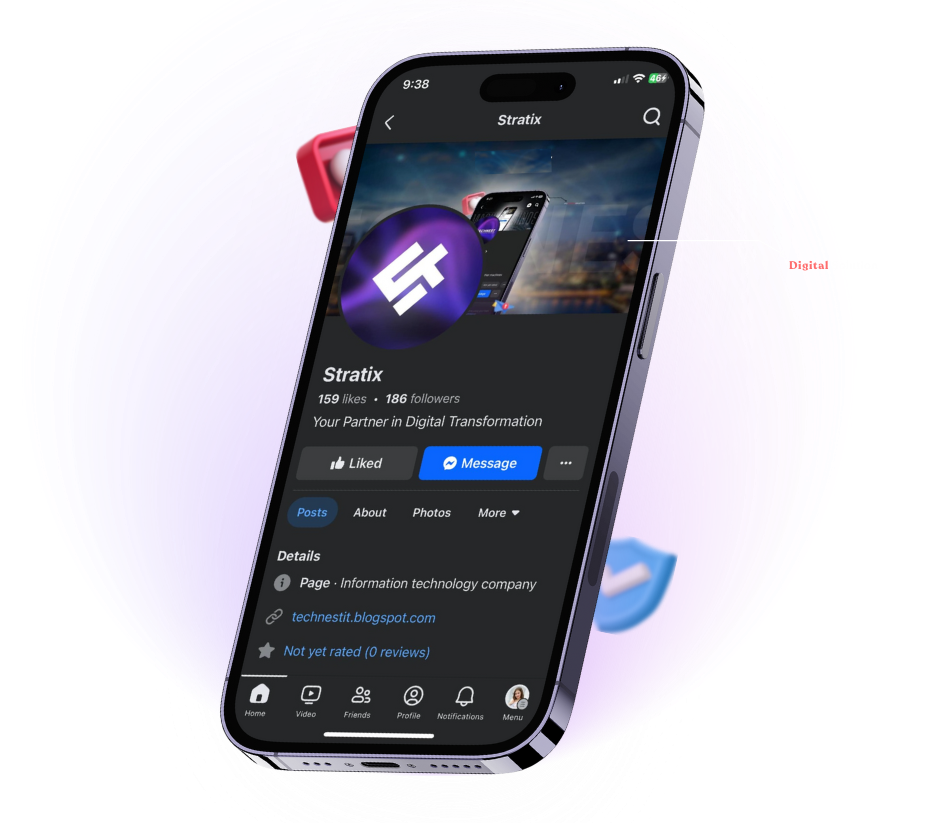 9:38
46
Stratix
Digital
Stratix
159 likes • 186 followers
Your Partner in Digital Transformation
Liked
Message
Posts
About
Photos
More
Details
Page · Information technology company
technestit.blogspot.com
Not yet rated (0 reviews)
Home
Video
Friends
Profile
Notifications
Menu